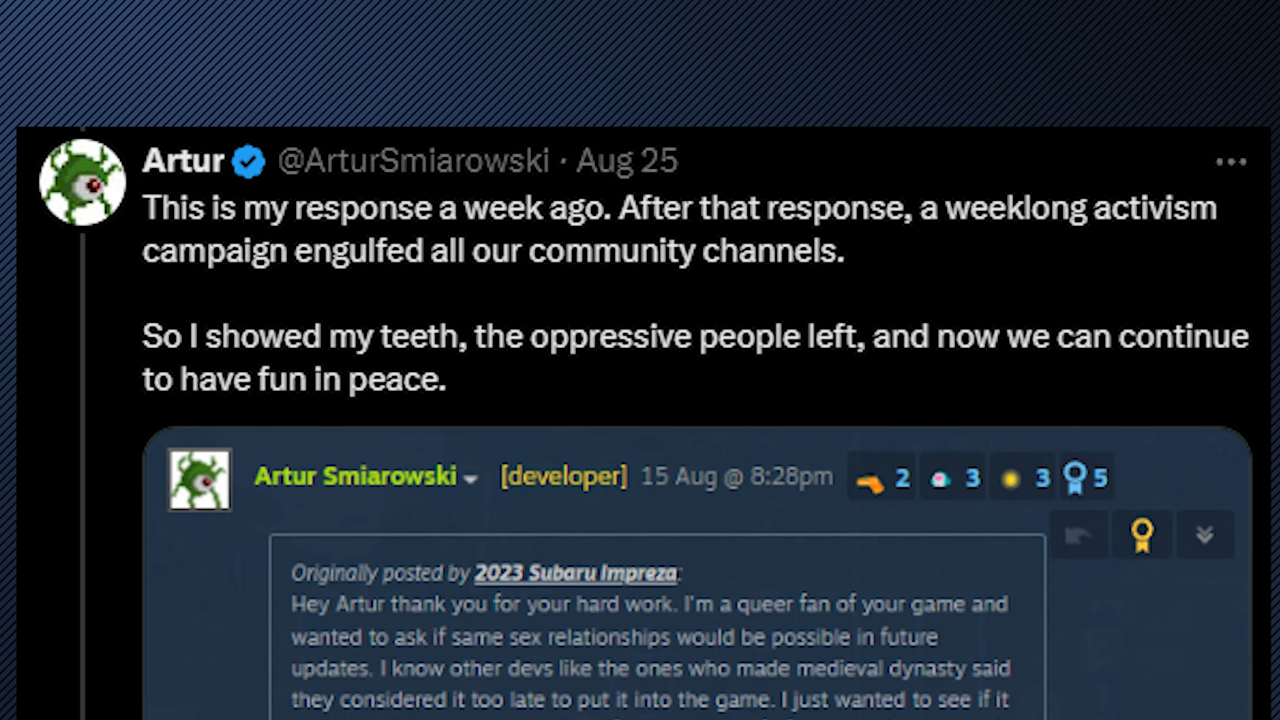 Artur @ArturSmiarowski · Aug 25
This is my response a week ago. After that response, a weeklong activism
campaign engulfed all our community channels.
So I showed my teeth, the oppressive people left, and now we can continue
to have fun in peace.
Artur Smiarowski [developer] 15 Aug @ 8:28pm 2 3 3 5
Originally posted by 2023 Subaru Impreza:
Hey Artur thank you for your hard work. I'm a queer fan of your game and
wanted to ask if same sex relationships would be possible in future
updates. I know other devs like the ones who made medieval dynasty said
they considered it too late to put it into the game. I just wanted to see if it